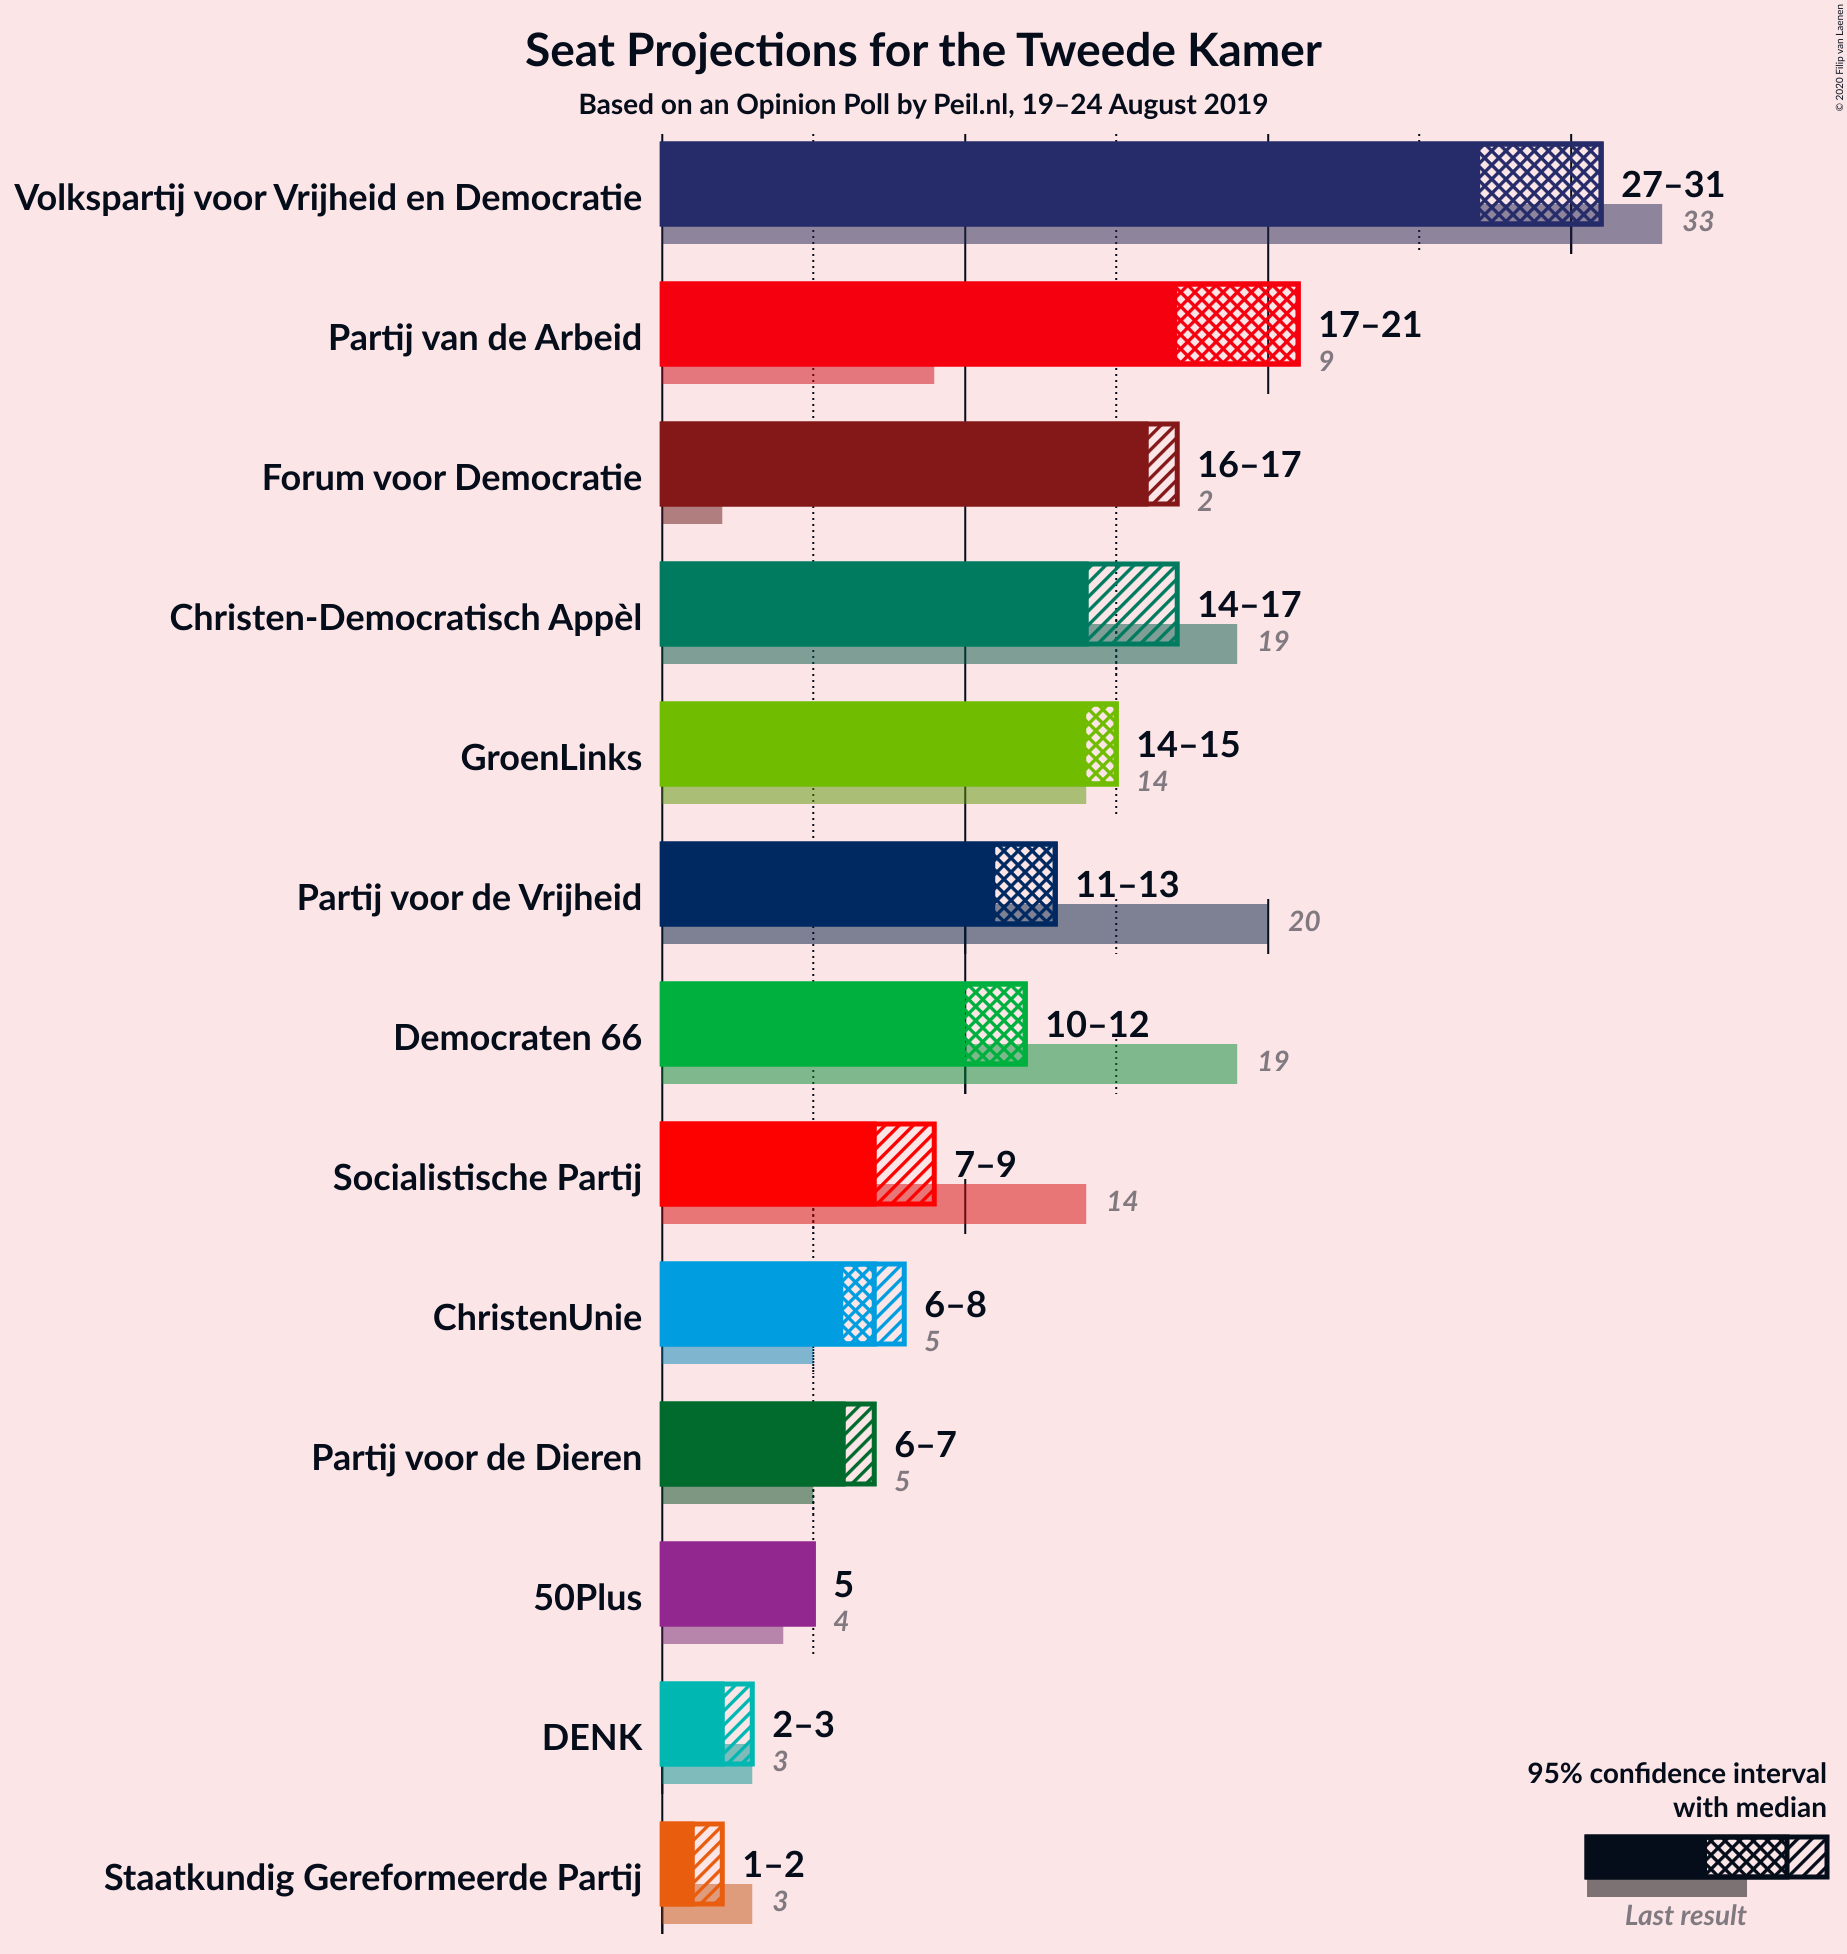 Seat Projections for the Tweede Kamer
Based on an Opinion Poll by Peil.nl, 19–24 August 2019
© 2020 Filip van Laenen
Volkspartij voor Vrijheid en Democratie
27–31
33
Partij van de Arbeid
17–21
9
Forum voor Democratie
16–17
2
Christen-Democratisch Appèl
14–17
19
GroenLinks
14–15
14
Partij voor de Vrijheid
11–13
20
Democraten 66
10–12
19
Socialistische Partij
7–9
14
ChristenUnie
6–8
5
Partij voor de Dieren
6–7
5
50Plus
5
4
DENK
2–3
3
Staatkundig Gereformeerde Partij
1–2
3
95% confidence interval
with median
Last result